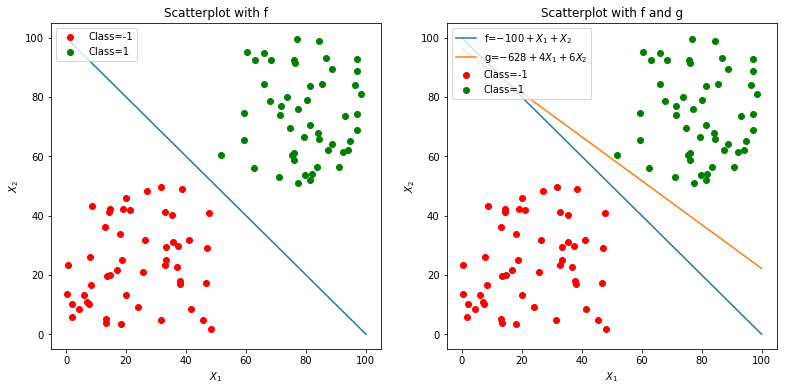 Scatterplot with f
Class=-1
Class=1
X₂
100
80
60
40
20
0
0
20
40
60
80
100
X₁
Scatterplot with f and g
f=−100 + X₁ + X₂
g=−628 + 4X₁ + 6X₂
Class=-1
Class=1
X₂
100
80
60
40
20
0
0
20
40
60
80
100
X₁